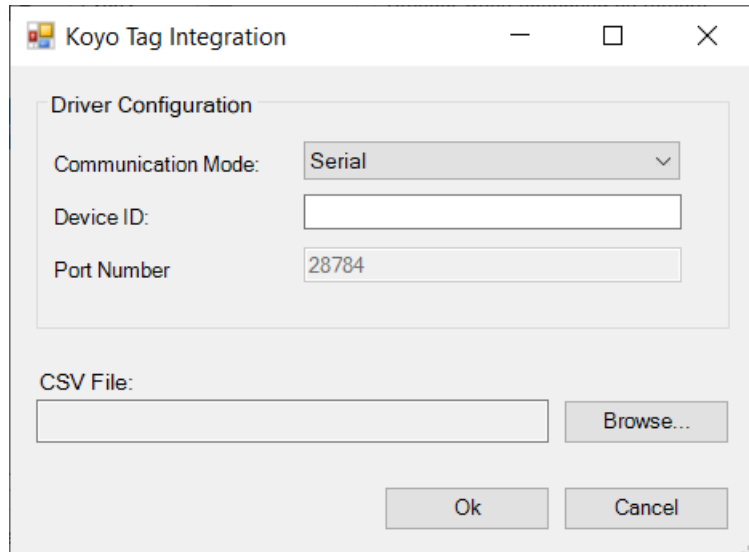 Koyo Tag Integration
Driver Configuration
Communication Mode: Serial
Device ID:
Port Number 28784
CSV File:
Browse...
Ok Cancel